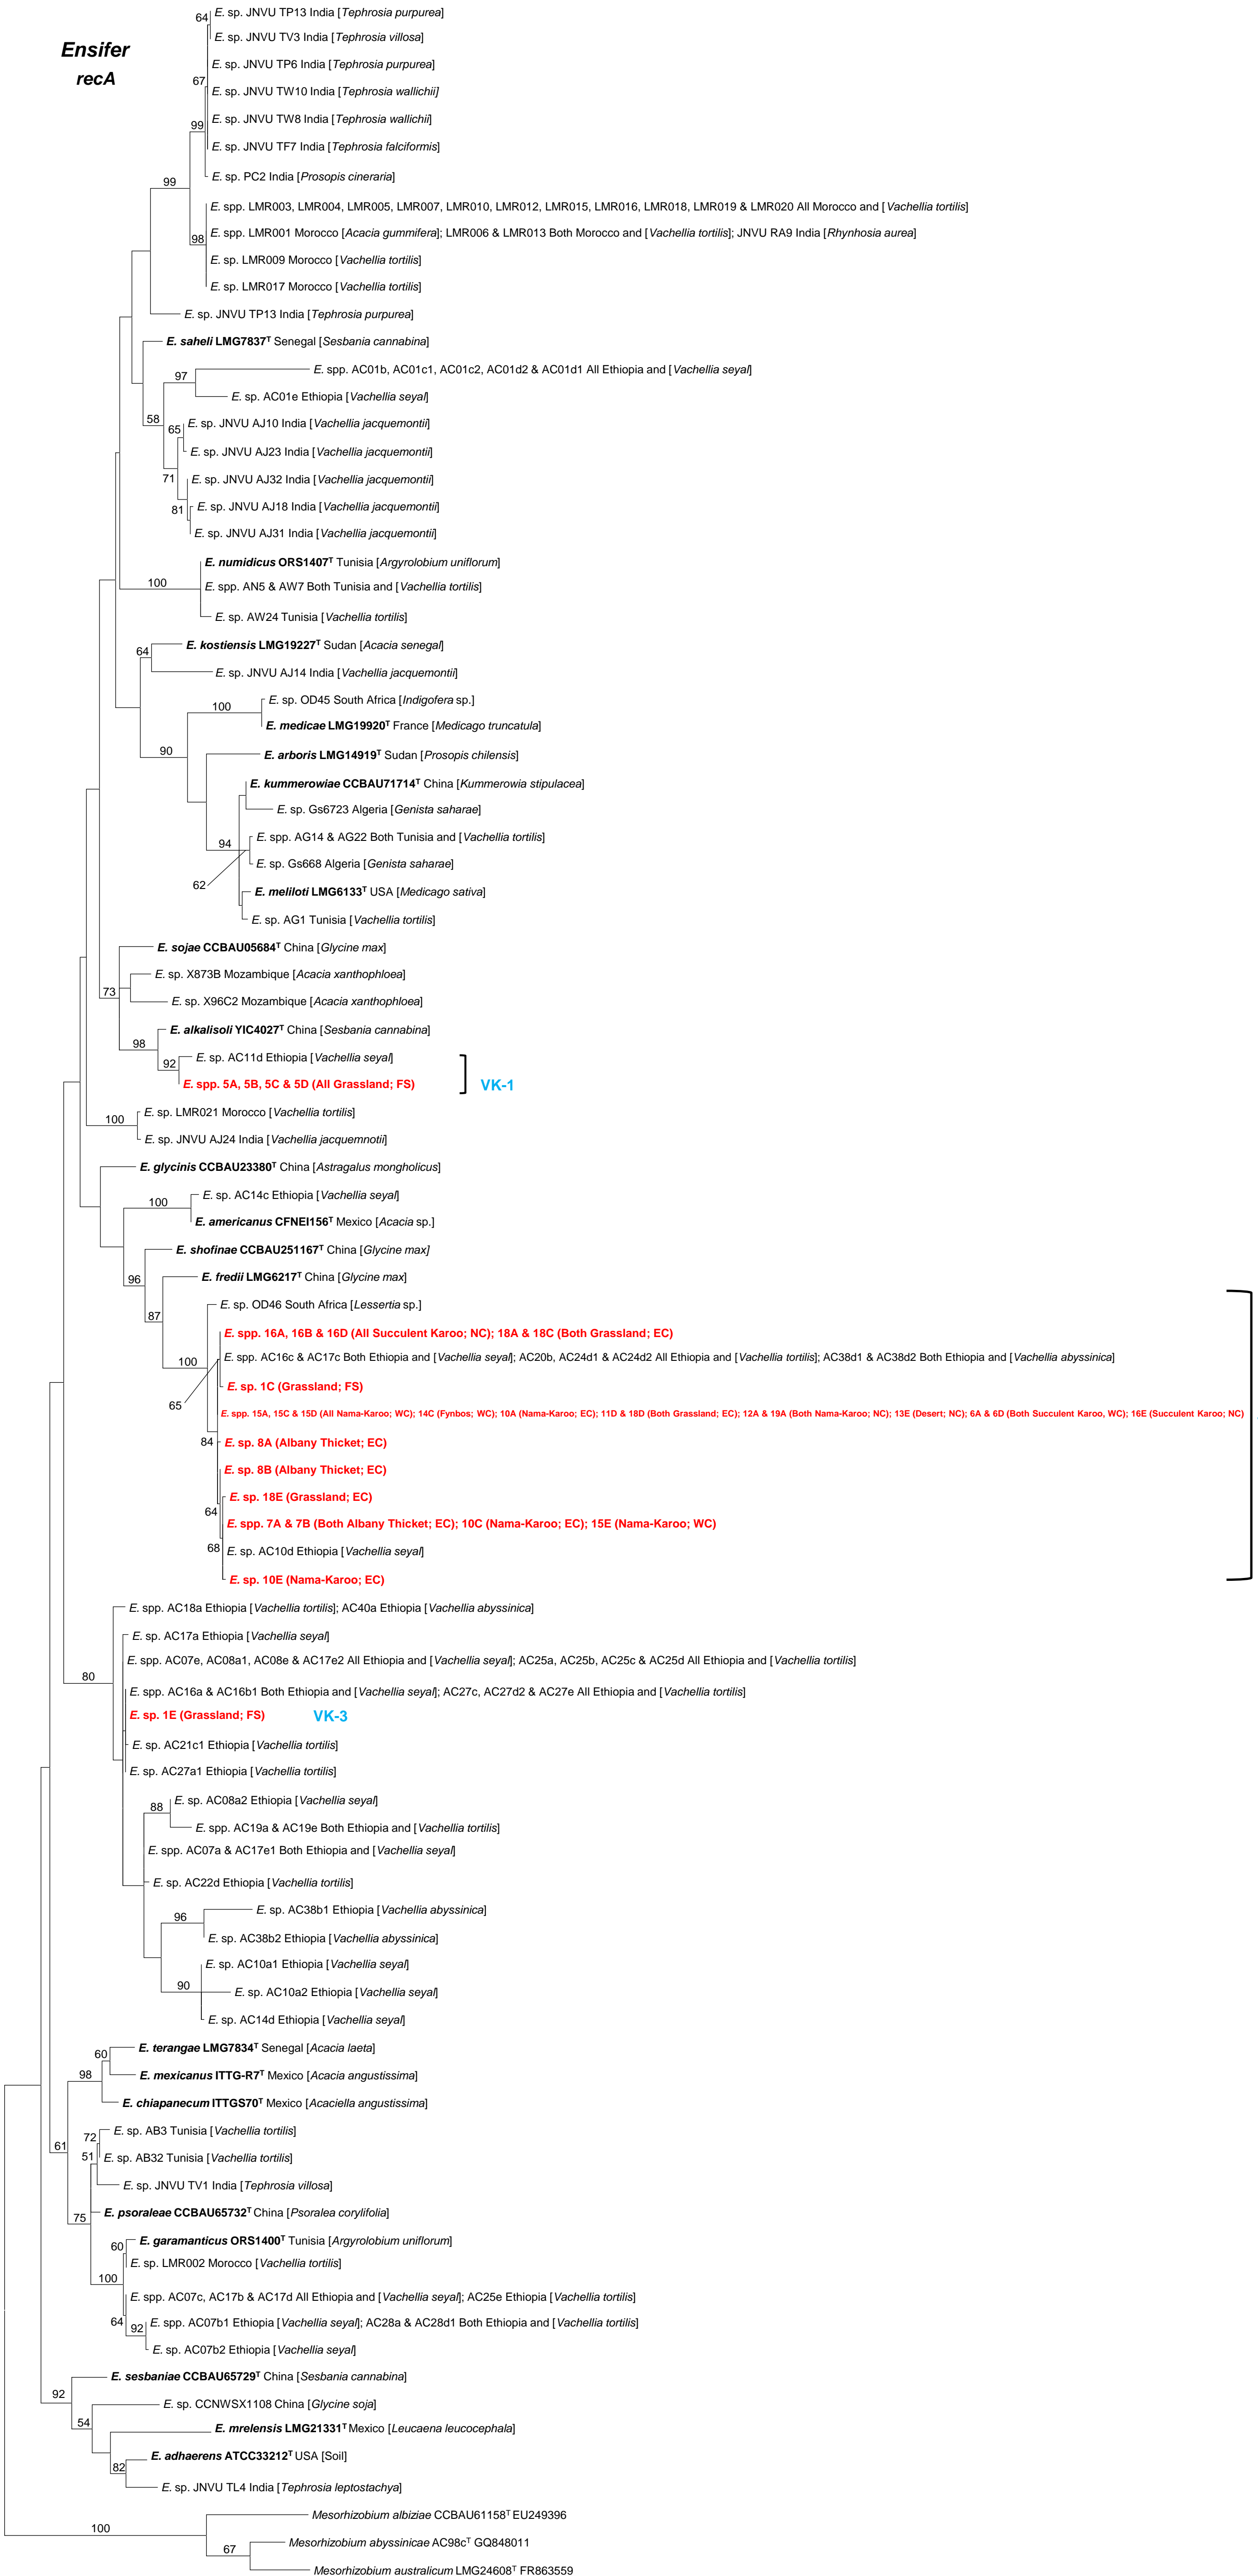 Ensifer
recA
64
E. sp. JNVU TP13 India [Tephrosia purpurea]
E. sp. JNVU TV3 India [Tephrosia villosa]
E. sp. JNVU TP6 India [Tephrosia purpurea]
67
E. sp. JNVU TW10 India [Tephrosia wallichii]
E. sp. JNVU TW8 India [Tephrosia wallichii]
99
E. sp. JNVU TF7 India [Tephrosia falciformis]
E. sp. PC2 India [Prosopis cineraria]
99
E. spp. LMR003, LMR004, LMR005, LMR007, LMR010, LMR012, LMR015, LMR016, LMR018, LMR019 & LMR020 All Morocco and [Vachellia tortilis]
E. spp. LMR001 Morocco [Acacia gummifera]; LMR006 & LMR013 Both Morocco and [Vachellia tortilis]; JNVU RA9 India [Rhynhosia aurea]
98
E. sp. LMR009 Morocco [Vachellia tortilis]
E. sp. LMR017 Morocco [Vachellia tortilis]
E. sp. JNVU TP13 India [Tephrosia purpurea]
E. saheli LMG7837T Senegal [Sesbania cannabina]
E. spp. AC01b, AC01c1, AC01c2, AC01d2 & AC01d1 All Ethiopia and [Vachellia seyal]
97
E. sp. AC01e Ethiopia [Vachellia seyal]
58
E. sp. JNVU AJ10 India [Vachellia jacquemontii]
65
E. sp. JNVU AJ23 India [Vachellia jacquemontii]
71
E. sp. JNVU AJ32 India [Vachellia jacquemontii]
E. sp. JNVU AJ18 India [Vachellia jacquemontii]
81
E. sp. JNVU AJ31 India [Vachellia jacquemontii]
E. numidicus ORS1407T Tunisia [Argyrolobium uniflorum]
100
E. spp. AN5 & AW7 Both Tunisia and [Vachellia tortilis]
E. sp. AW24 Tunisia [Vachellia tortilis]
E. kostiensis LMG19227T Sudan [Acacia senegal]
64
E. sp. JNVU AJ14 India [Vachellia jacquemontii]
E. sp. OD45 South Africa [Indigofera sp.]
100
E. medicae LMG19920T France [Medicago truncatula]
90
E. arboris LMG14919T Sudan [Prosopis chilensis]
E. kummerowiae CCBAU71714T China [Kummerowia stipulacea]
E. sp. Gs6723 Algeria [Genista saharae]
E. spp. AG14 & AG22 Both Tunisia and [Vachellia tortilis]
94
E. sp. Gs668 Algeria [Genista saharae]
62
E. meliloti LMG6133T USA [Medicago sativa]
E. sp. AG1 Tunisia [Vachellia tortilis]
E. sojae CCBAU05684T China [Glycine max]
E. sp. X873B Mozambique [Acacia xanthophloea]
73
E. sp. X96C2 Mozambique [Acacia xanthophloea]
E. alkalisoli YIC4027T China [Sesbania cannabina]
98
E. sp. AC11d Ethiopia [Vachellia seyal]
92
E. spp. 5A, 5B, 5C & 5D (All Grassland; FS)
VK-1
E. sp. LMR021 Morocco [Vachellia tortilis]
100
E. sp. JNVU AJ24 India [Vachellia jacquemnotii]
E. glycinis CCBAU23380T China [Astragalus mongholicus]
E. sp. AC14c Ethiopia [Vachellia seyal]
100
E. americanus CFNEI156T Mexico [Acacia sp.]
E. shofinae CCBAU251167T China [Glycine max]
96
E. fredii LMG6217T China [Glycine max]
87
E. sp. OD46 South Africa [Lessertia sp.]
E. spp. 16A, 16B & 16D (All Succulent Karoo; NC); 18A & 18C (Both Grassland; EC)
100
E. spp. AC16c & AC17c Both Ethiopia and [Vachellia seyal]; AC20b, AC24d1 & AC24d2 All Ethiopia and [Vachellia tortilis]; AC38d1 & AC38d2 Both Ethiopia and [Vachellia abyssinica]
E. sp. 1C (Grassland; FS)
65
E. spp. 15A, 15C & 15D (All Nama-Karoo; WC); 14C (Fynbos; WC); 10A (Nama-Karoo; EC); 11D & 18D (Both Grassland; EC); 12A & 19A (Both Nama-Karoo; NC); 13E (Desert; NC); 6A & 6D (Both Succulent Karoo, WC); 16E (Succulent Karoo; NC)
84
E. sp. 8A (Albany Thicket; EC)
E. sp. 8B (Albany Thicket; EC)
E. sp. 18E (Grassland; EC)
64
E. spp. 7A & 7B (Both Albany Thicket; EC); 10C (Nama-Karoo; EC); 15E (Nama-Karoo; WC)
68
E. sp. AC10d Ethiopia [Vachellia seyal]
E. sp. 10E (Nama-Karoo; EC)
E. spp. AC18a Ethiopia [Vachellia tortilis]; AC40a Ethiopia [Vachellia abyssinica]
E. sp. AC17a Ethiopia [Vachellia seyal]
E. spp. AC07e, AC08a1, AC08e & AC17e2 All Ethiopia and [Vachellia seyal]; AC25a, AC25b, AC25c & AC25d All Ethiopia and [Vachellia tortilis]
80
E. spp. AC16a & AC16b1 Both Ethiopia and [Vachellia seyal]; AC27c, AC27d2 & AC27e All Ethiopia and [Vachellia tortilis]
E. sp. 1E (Grassland; FS)
VK-3
E. sp. AC21c1 Ethiopia [Vachellia tortilis]
E. sp. AC27a1 Ethiopia [Vachellia tortilis]
E. sp. AC08a2 Ethiopia [Vachellia seyal]
88
E. spp. AC19a & AC19e Both Ethiopia and [Vachellia tortilis]
E. spp. AC07a & AC17e1 Both Ethiopia and [Vachellia seyal]
E. sp. AC22d Ethiopia [Vachellia tortilis]
E. sp. AC38b1 Ethiopia [Vachellia abyssinica]
96
E. sp. AC38b2 Ethiopia [Vachellia abyssinica]
E. sp. AC10a1 Ethiopia [Vachellia seyal]
90
E. sp. AC10a2 Ethiopia [Vachellia seyal]
E. sp. AC14d Ethiopia [Vachellia seyal]
E. terangae LMG7834T Senegal [Acacia laeta]
60
E. mexicanus ITTG-R7T Mexico [Acacia angustissima]
98
E. chiapanecum ITTGS70T Mexico [Acaciella angustissima]
E. sp. AB3 Tunisia [Vachellia tortilis]
72
61
E. sp. AB32 Tunisia [Vachellia tortilis]
51
E. sp. JNVU TV1 India [Tephrosia villosa]
E. psoraleae CCBAU65732T China [Psoralea corylifolia]
75
E. garamanticus ORS1400T Tunisia [Argyrolobium uniflorum]
60
E. sp. LMR002 Morocco [Vachellia tortilis]
100
E. spp. AC07c, AC17b & AC17d All Ethiopia and [Vachellia seyal]; AC25e Ethiopia [Vachellia tortilis]
64
E. spp. AC07b1 Ethiopia [Vachellia seyal]; AC28a & AC28d1 Both Ethiopia and [Vachellia tortilis]
92
E. sp. AC07b2 Ethiopia [Vachellia seyal]
E. sesbaniae CCBAU65729T China [Sesbania cannabina]
92
E. sp. CCNWSX1108 China [Glycine soja]
54
E. mrelensis LMG21331T Mexico [Leucaena leucocephala]
E. adhaerens ATCC33212T USA [Soil]
82
E. sp. JNVU TL4 India [Tephrosia leptostachya]
Mesorhizobium albiziae CCBAU61158T EU249396
100
Mesorhizobium abyssinicae AC98cT GQ848011
67
Mesorhizobium australicum LMG24608T FR863559